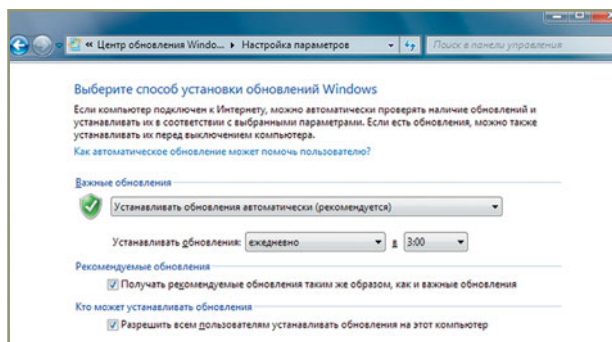 « Центр обновления Windo... ▸ Настройка параметров
Поиск в панели управления
Выберите способ установки обновлений Windows
Если компьютер подключен к Интернету, можно автоматически проверять наличие обновлений и
устанавливать их в соответствии с выбранными параметрами. Если есть обновления, можно также
устанавливать их перед выключением компьютера.
Как автоматическое обновление может помочь пользователю?
Важные обновления
Устанавливать обновления автоматически (рекомендуется)
Устанавливать обновления: ежедневно в 3:00
Рекомендуемые обновления
Получать рекомендуемые обновления таким же образом, как и важные обновления
Кто может устанавливать обновления
Разрешить всем пользователям устанавливать обновления на этот компьютер